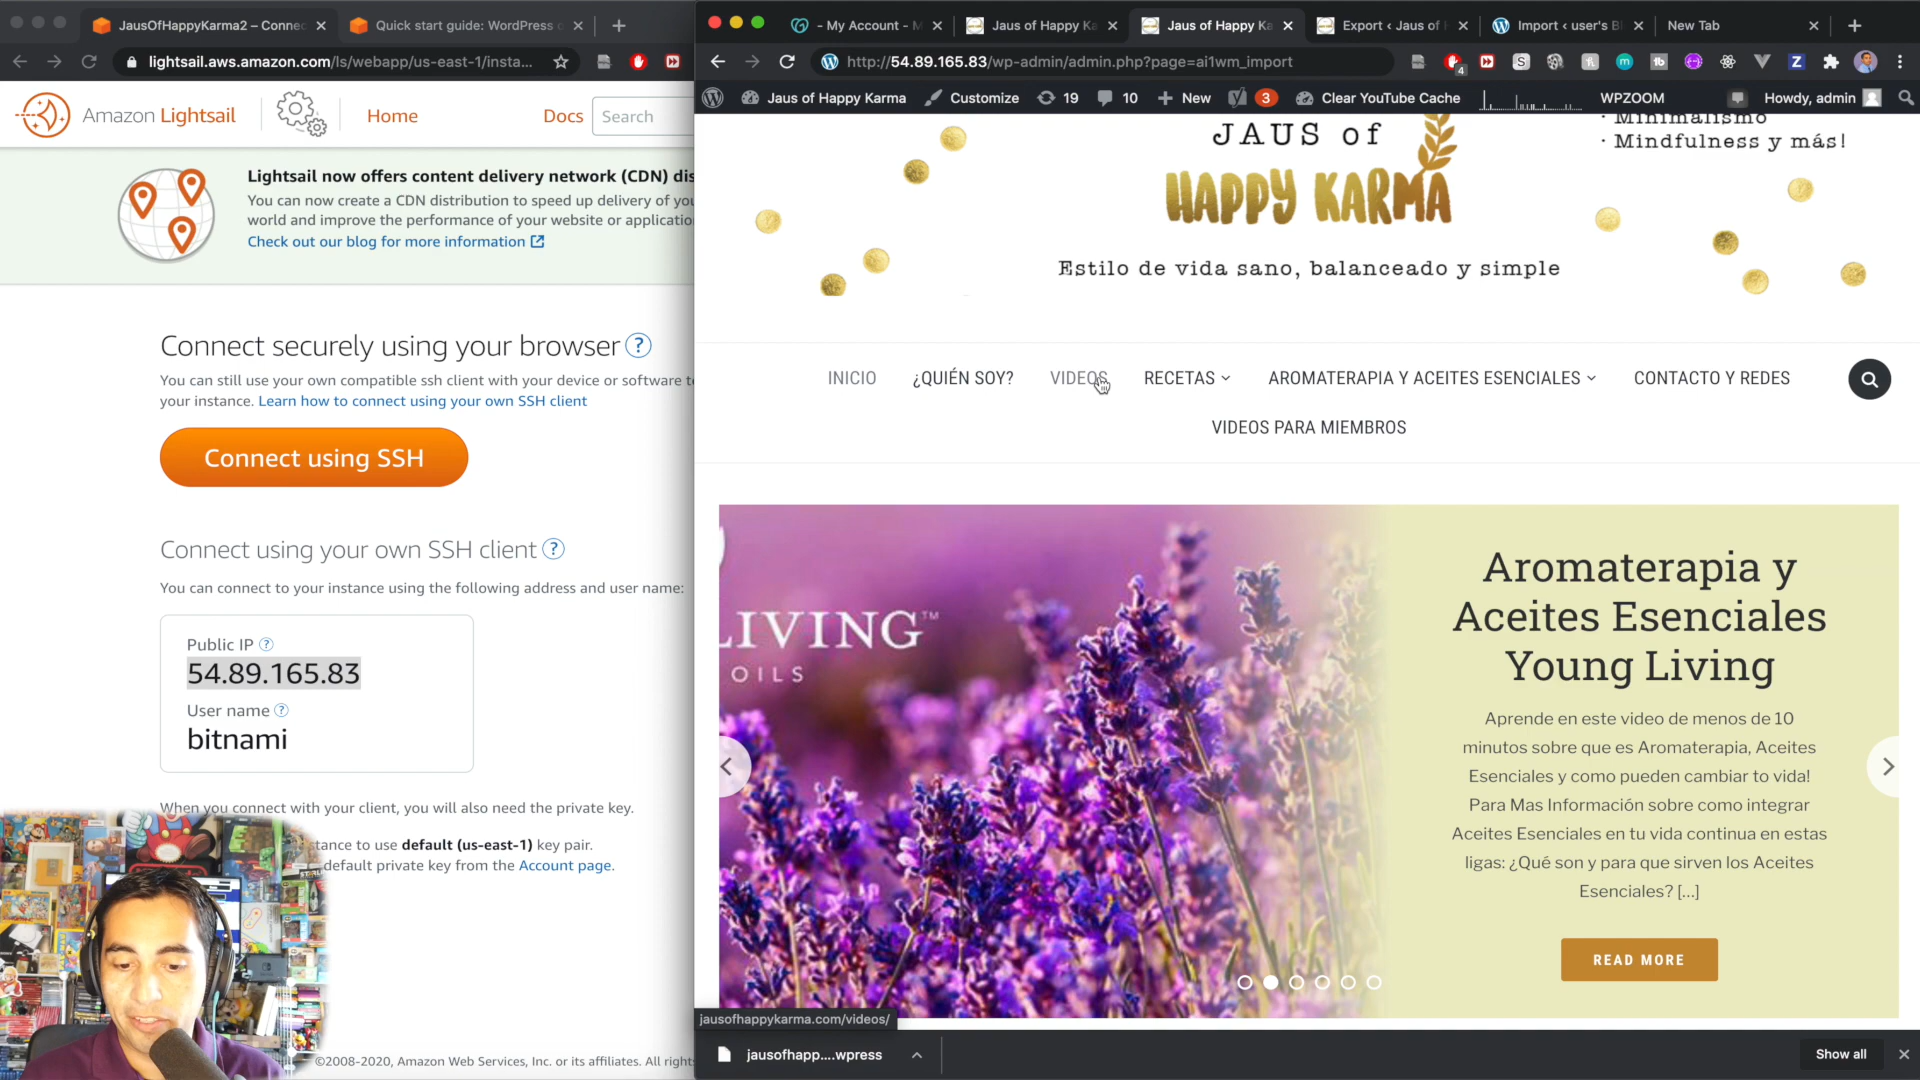 JausOfHappyKarma2 – Connec
Quick start guide: WordPress o
lightsail.aws.amazon.com/ls/webapp/us-east-1/insta...
Amazon Lightsail
Home
Docs
Search
Lightsail now offers content delivery network (CDN) dis
You can now create a CDN distribution to speed up delivery of you
world and improve the performance of your website or applicatio
Check out our blog for more information
Connect securely using your browser ?
You can still use your own compatible ssh client with your device or software t
your instance. Learn how to connect using your own SSH client
Connect using SSH
Connect using your own SSH client ?
You can connect to your instance using the following address and user name:
Public IP ?
54.89.165.83
User name ?
bitnami
When you connect with your client, you will also need the private key.
stance to use default (us-east-1) key pair.
default private key from the Account page.
©2008-2020, Amazon Web Services, Inc. or its affiliates. All right
- My Account - M
Jaus of Happy Ka
Jaus of Happy Ka
Export ‹ Jaus of
Import ‹ user's B
New Tab
http://54.89.165.83/wp-admin/admin.php?page=ai1wm_import
4
Jaus of Happy Karma
Customize
19
10
New
3
Clear YouTube Cache
WPZOOM
Howdy, admin
JAUS of
HAPPY KARMA
Estilo de vida sano, balanceado y simple
· Minimalismo
· Mindfulness y más!
INICIO
¿QUIÉN SOY?
VIDEOS
RECETAS
AROMATERAPIA Y ACEITES ESENCIALES
CONTACTO Y REDES
VIDEOS PARA MIEMBROS
LIVING™
OILS
Aromaterapia y
Aceites Esenciales
Young Living
Aprende en este video de menos de 10
minutos sobre que es Aromaterapia, Aceites
Esenciales y como pueden cambiar to vida!
Para Mas Información sobre como integrar
Aceites Esenciales en tu vida continua en estas
ligas: ¿Qué son y para que sirven los Aceites
Esenciales? [...]
READ MORE
jausofhappykarma.com/videos/
jausofhapp....wpress
Show all